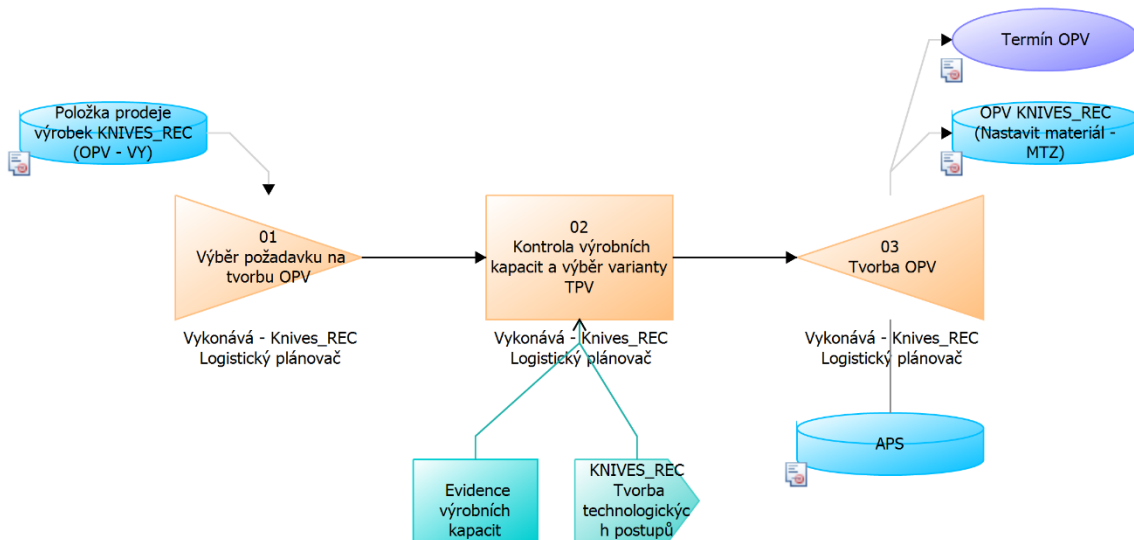 Termín OPV
Položka prodeje
výrobek KNIVES_REC
(OPV - VY)
OPV KNIVES_REC
(Nastavit materiál -
MTZ)
01
Výběr požadavku na
tvorbu OPV
02
Kontrola výrobních
kapacit a výběr varianty
TPV
03
Tvorba OPV
Vykonává - Knives_REC
Logistický plánovač
Vykonává - Knives_REC
Logistický plánovač
Vykonává - Knives_REC
Logistický plánovač
APS
Evidence
výrobních
kapacit
KNIVES_REC
Tvorba
technologickýc
h postupů